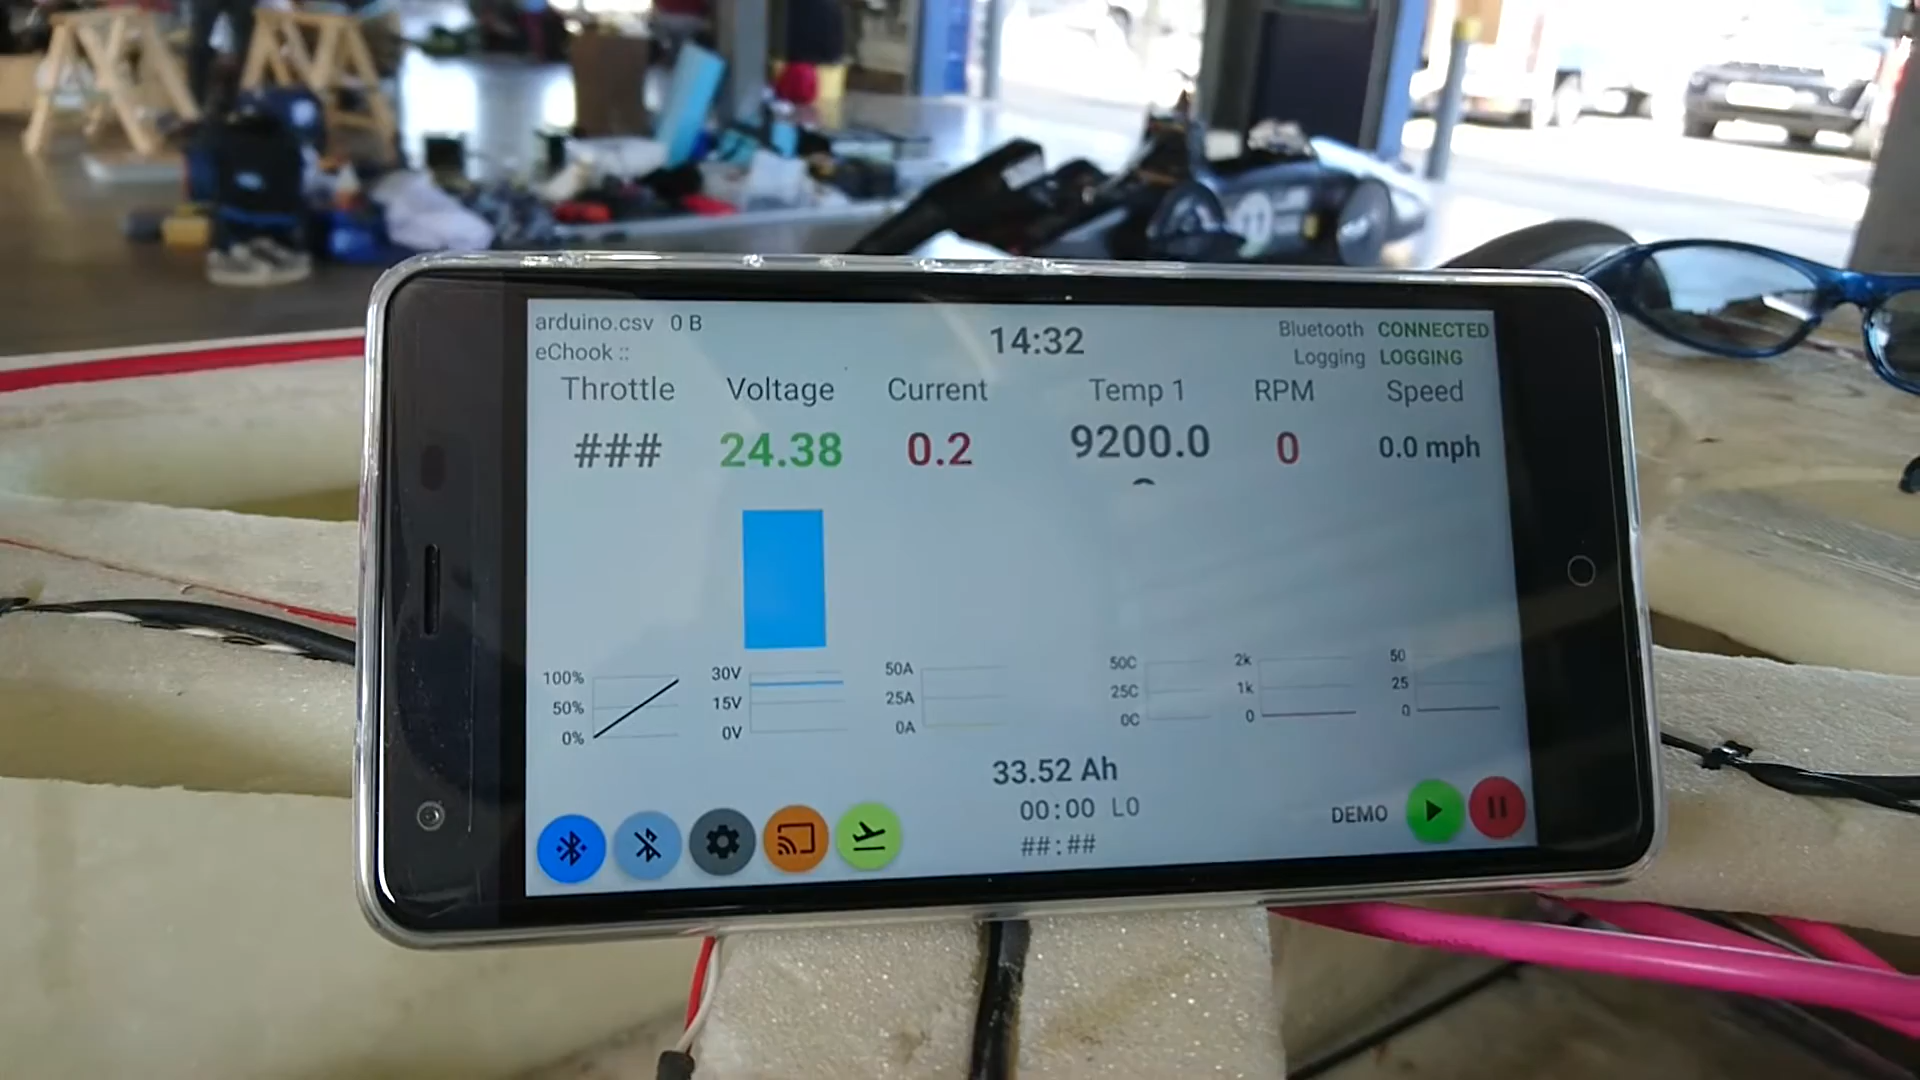 arduino.csv 0 B
eChook ::
14:32
Bluetooth CONNECTED
Logging LOGGING
Throttle Voltage Current Temp 1 RPM Speed
### 24.38 0.2 9200.0 0 0.0 mph
100%
50%
0%
30V
15V
0V
50A
25A
0A
50C
25C
0C
2k
1k
0
50
25
0
33.52 Ah
00:00 L0
##:##
DEMO